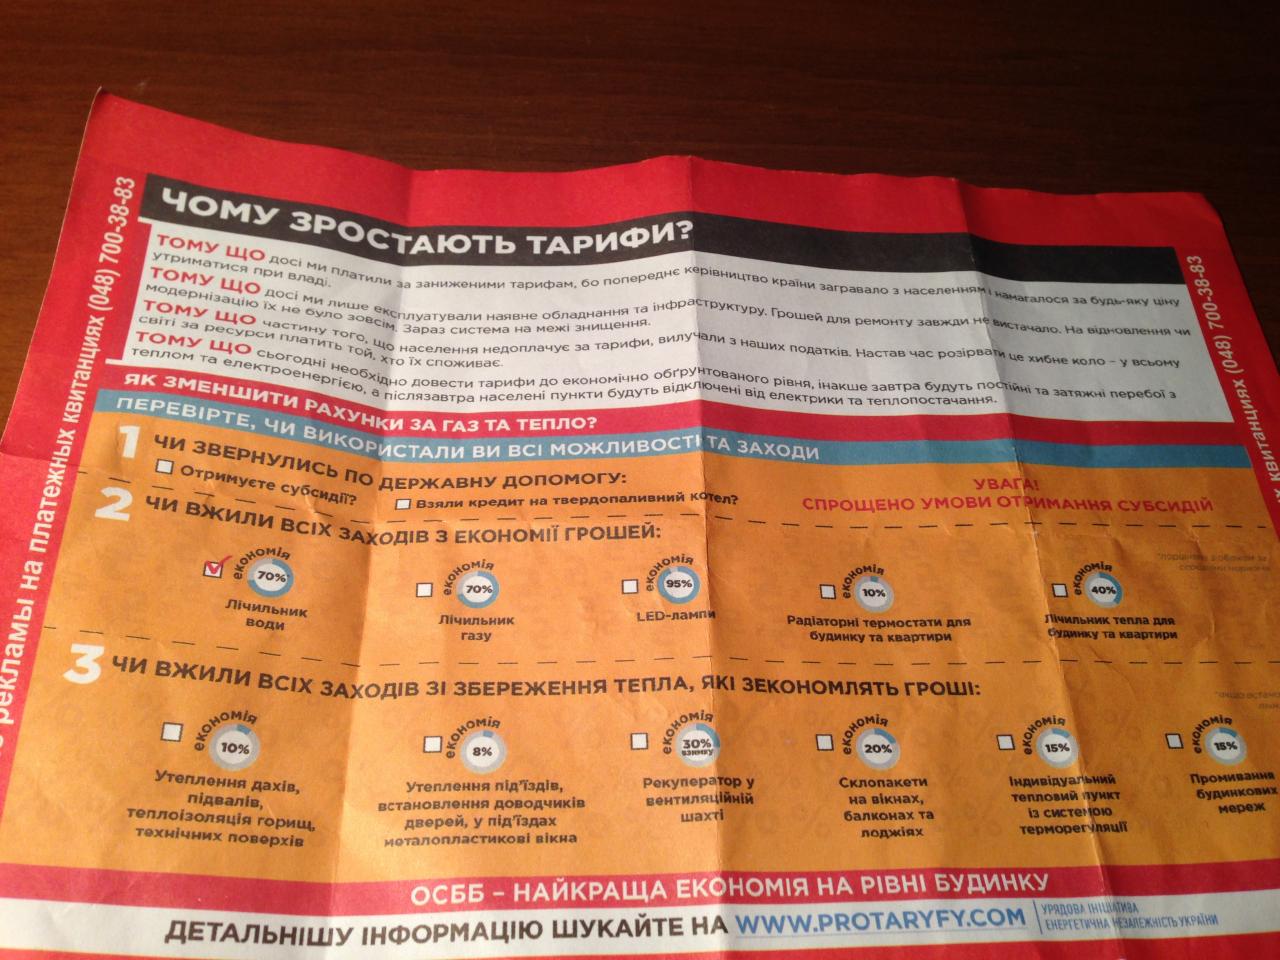 ЧОМУ ЗРОСТАЮТЬ ТАРИФИ?
ТОМУ ЩО досі ми платили за заниженими тарифам, бо попереднє керівництво країни загравало з населенням і намагалося за будь-яку ціну
утриматися при владі.
ТОМУ ЩО досі ми лише експлуатували наявне обладнання та інфраструктуру. Грошей для ремонту завжди не вистачало. На відновлення чи
модернізацію їх не було зовсім. Зараз система на межі знищення.
ТОМУ ЩО частину того, що населення недоплачує за тарифи, вилучали з наших податків. Настав час розірвати це хибне коло – у всьому
світі за ресурси платить той, хто їх споживає.
ТОМУ ЩО сьогодні необхідно довести тарифи до економічно обґрунтованого рівня, інакше завтра будуть постійні та затяжні перебої з
теплом та електроенергією, а післязавтра населені пункти будуть відключені від електрики та теплопостачання.
ЯК ЗМЕНШИТИ РАХУНКИ ЗА ГАЗ ТА ТЕПЛО?
ПЕРЕВІРТЕ, ЧИ ВИКОРИСТАЛИ ВИ ВСІ МОЖЛИВОСТІ ТА ЗАХОДИ
1 ЧИ ЗВЕРНУЛИСЬ ПО ДЕРЖАВНУ ДОПОМОГУ:
Отримуєте субсидії?
Взяли кредит на твердопаливний котел?
УВАГА!
СПРОЩЕНО УМОВИ ОТРИМАННЯ СУБСИДІЙ
2 ЧИ ВЖИЛИ ВСІХ ЗАХОДІВ З ЕКОНОМІЇ ГРОШЕЙ:
економія
70%*
Лічильник
води
економія
70%
Лічильник
газу
економія
95%
LED-лампи
економія
10%
Радіаторні термостати для
будинку та квартири
економія
40%
Лічильник тепла для
будинку та квартири
3 ЧИ ВЖИЛИ ВСІХ ЗАХОДІВ ЗІ ЗБЕРЕЖЕННЯ ТЕПЛА, ЯКІ ЗЕКОНОМЛЯТЬ ГРОШІ:
економія
10%
Утеплення дахів,
підвалів,
теплоізоляція горищ,
технічних поверхів
економія
8%
Утеплення під'їздів,
встановлення доводчиків
дверей, у під'їздах
металопластикові вікна
економія
30%
взимку
Рекуператор у
вентиляційній
шахті
економія
20%
Склопакети
на вікнах,
балконах та
лоджіях
економія
15%
Індивідуальний
тепловий пункт
із системою
терморегуляції
економія
15%
Промивання
будинкових
мереж
ОСББ – НАЙКРАЩА ЕКОНОМІЯ НА РІВНІ БУДИНКУ
ДЕТАЛЬНІШУ ІНФОРМАЦІЮ ШУКАЙТЕ НА WWW.PROTARYFY.COM
УРЯДОВА ІНІЦІАТИВА
ЕНЕРГЕТИЧНА НЕЗАЛЕЖНІСТЬ УКРАЇНИ
рекламы на платежных квитанциях (048) 700-38-83
квитанциях (048) 700-38-83